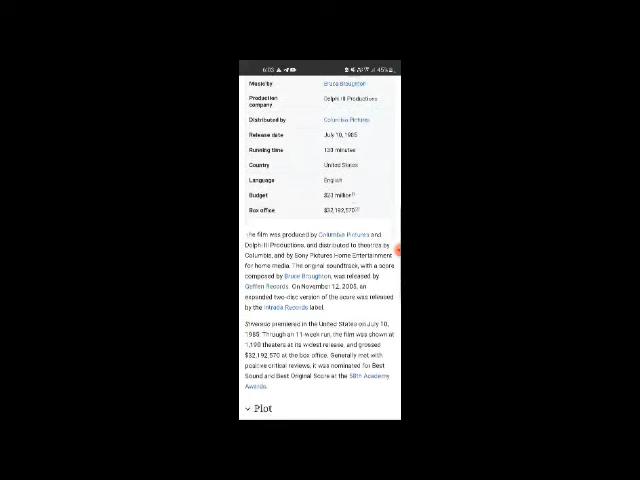 6:03
45%
Music by Bruce Broughton
Production company Delphi III Productions
Distributed by Columbia Pictures
Release date July 10, 1985
Running time 133 minutes
Country United States
Language English
Budget million
Box office $32,192,570
The film was produced by Columbia Pictures and
Delphi III Productions, and distributed to theatres by
Columbia, and by Sony Pictures Home Entertainment
for home media. The original soundtrack, with a score
composed by Bruce Broughton, was released by
Geffen Records. On November 12, 2005, an
expanded two-disc version of the score was released
by the Intrada Records label.
Silverado premiered in the United States on July 10,
1985. Through an 11-week run, the film was shown at
1,190 theaters at its widest release, and grossed
$32,192,570 at the box office. Generally met with
positive critical reviews, it was nominated for Best
Sound and Best Original Score at the 58th Academy
Awards.
Plot